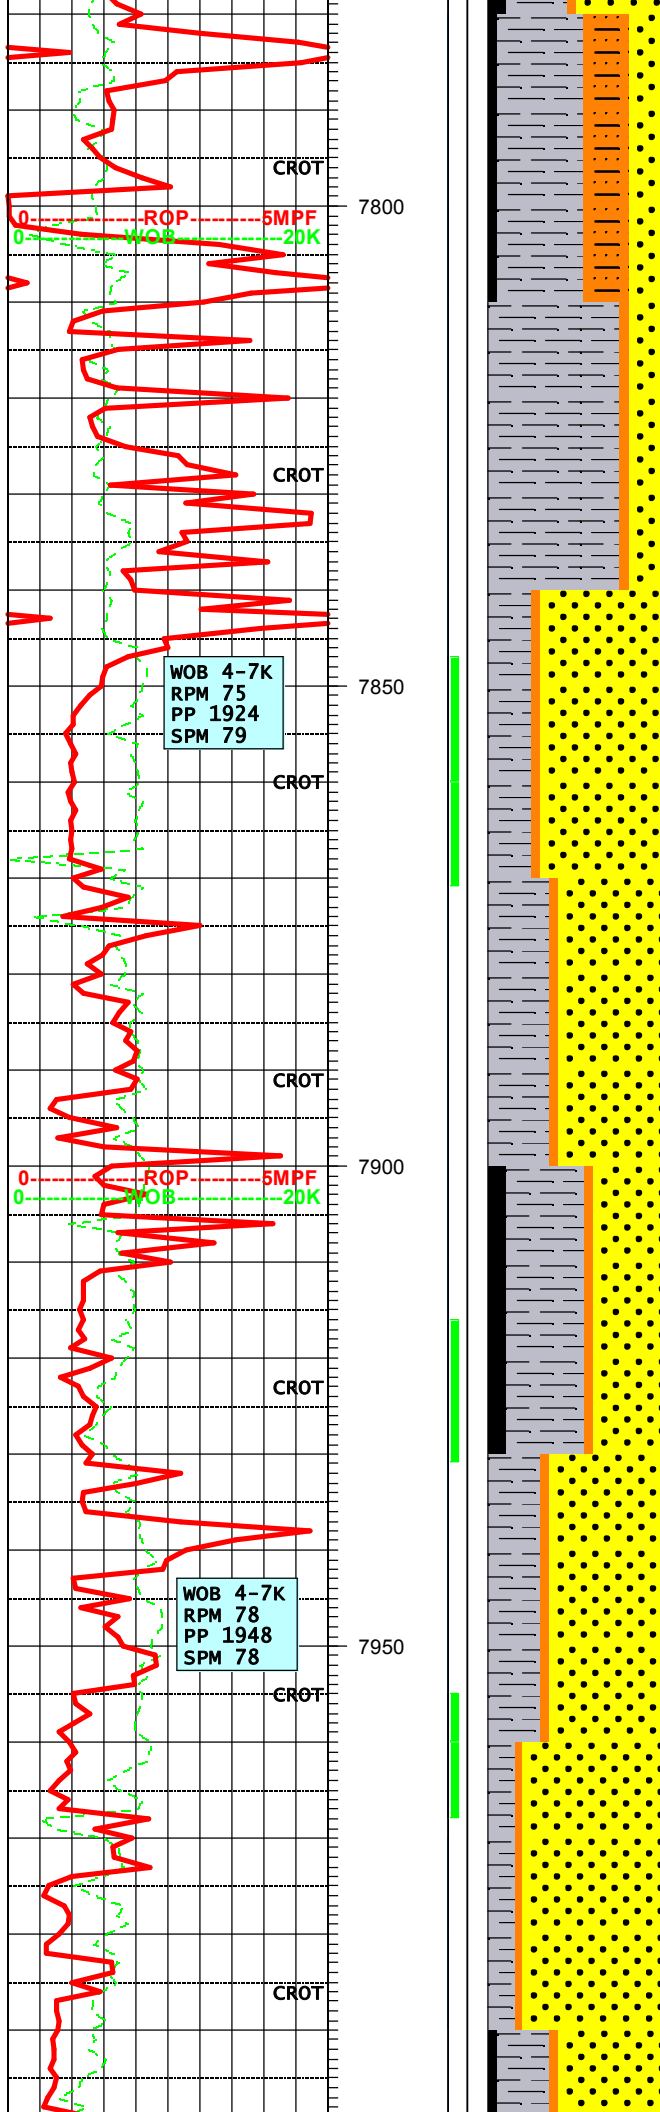 CROT
7800
0 ROP 5MPF
0 WOB 20K
CROT
WOB 4-7K
RPM 75
PP 1924
SPM 79
7850
CROT
CROT
7900
0 ROP 5MPF
0 WOB 20K
CROT
WOB 4-7K
RPM 78
PP 1948
SPM 78
7950
CROT
CROT